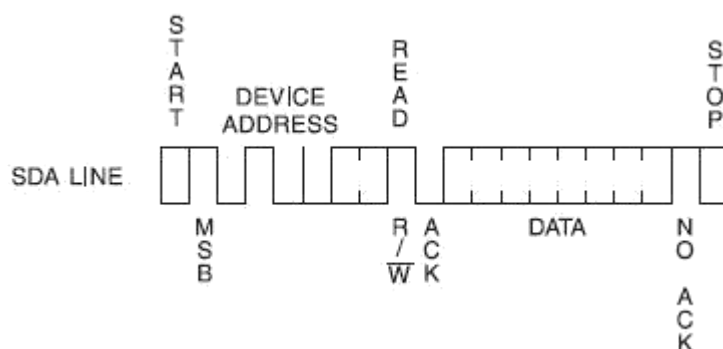 START
READ
STOP
DEVICE
ADDRESS
SDA LINE
MSB
R/W
ACK
DATA
NO ACK